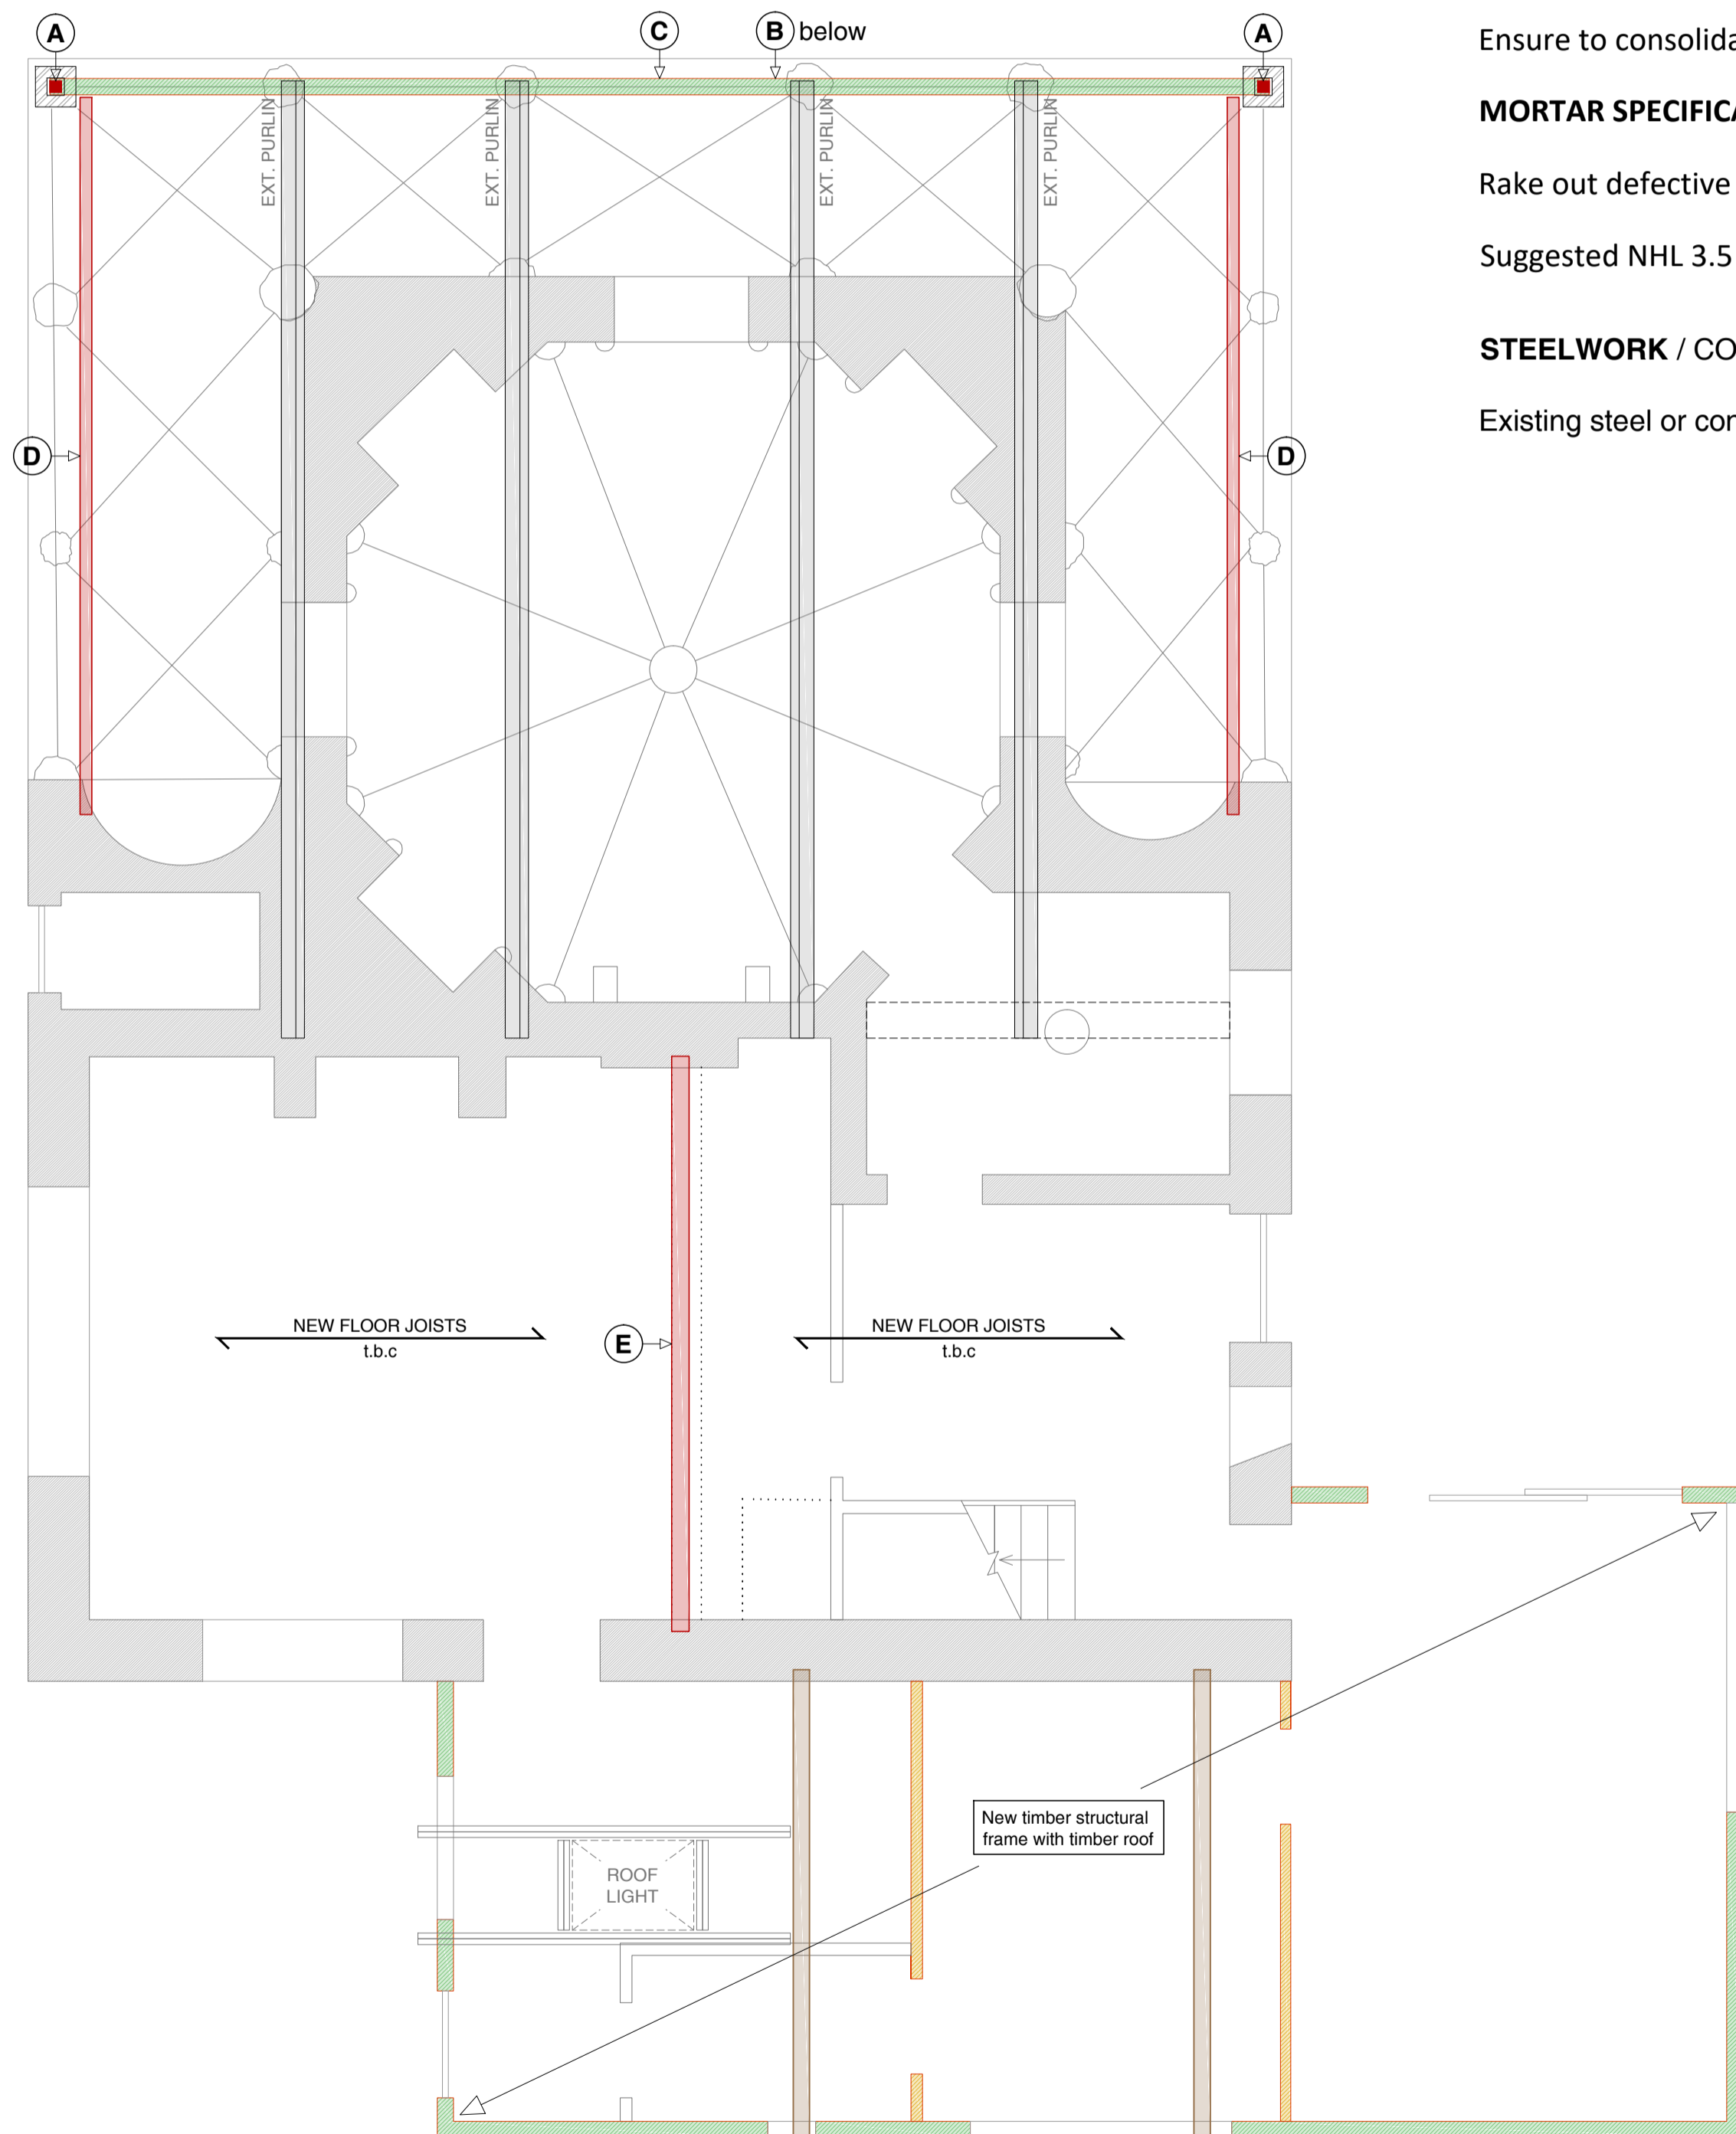 A
C
B below
A
Ensure to consolida
MORTAR SPECIFICA
Rake out defective
Suggested NHL 3.5
STEELWORK / CO
Existing steel or con
EXT. PURLIN
EXT. PURLIN
EXT. PURLIN
EXT. PURLIN
D
D
NEW FLOOR JOISTS
t.b.c
E
NEW FLOOR JOISTS
t.b.c
New timber structural
frame with timber roof
ROOF
LIGHT